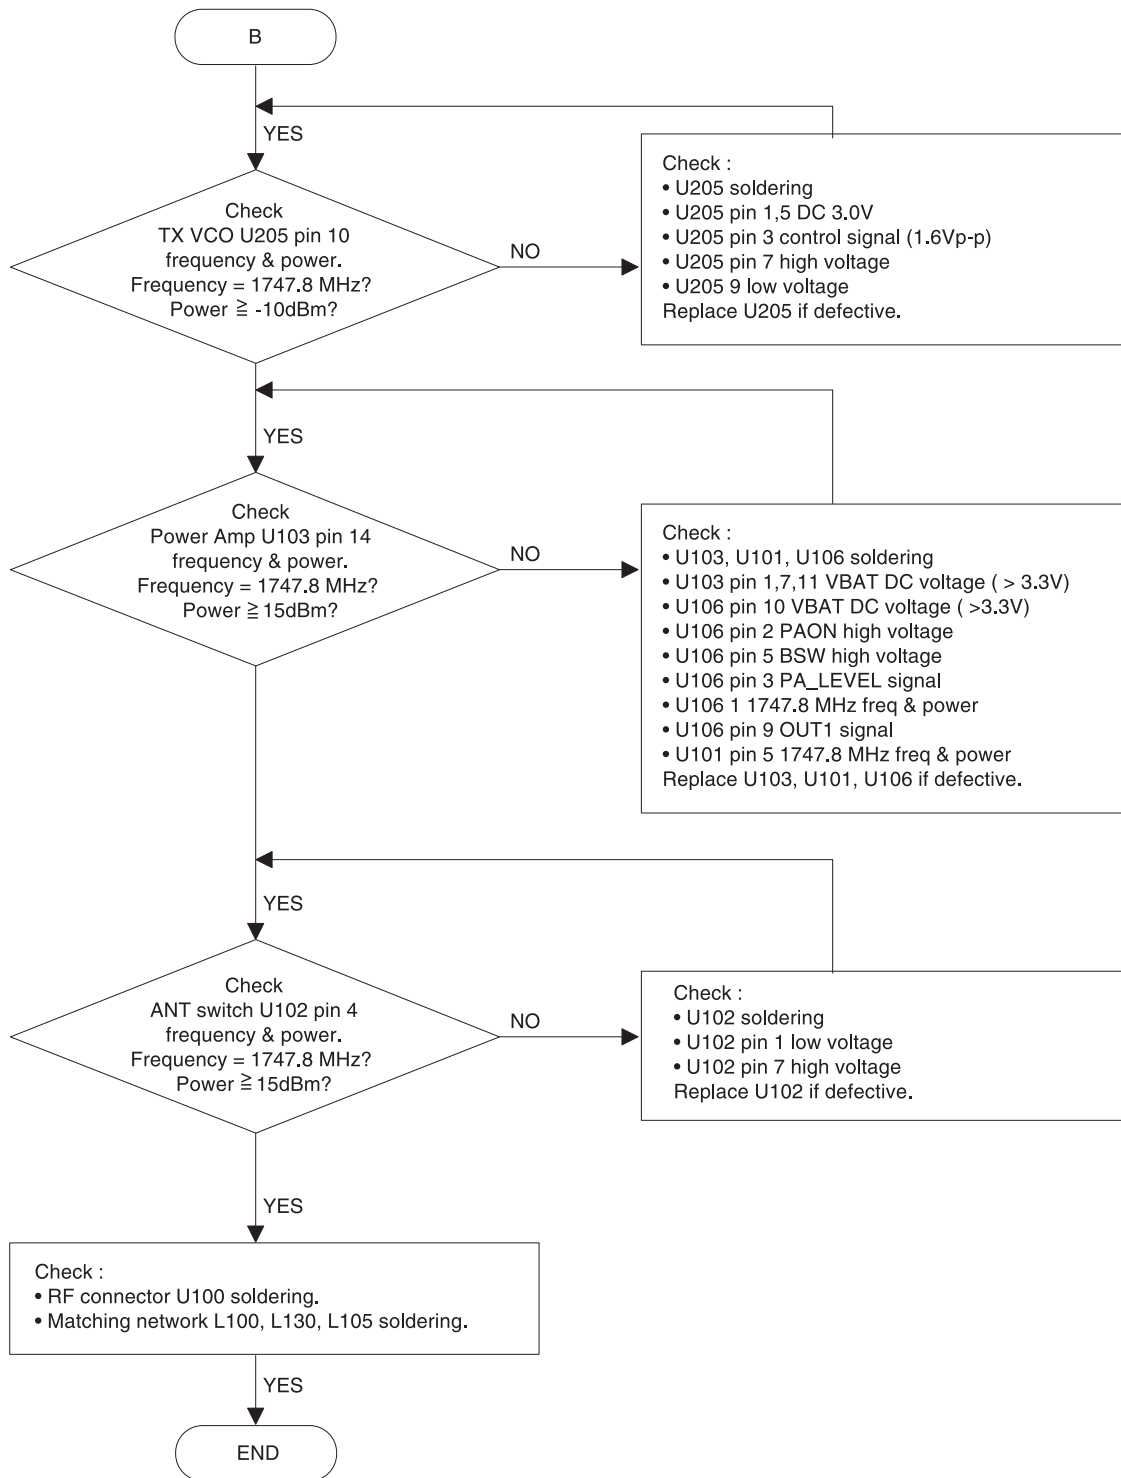 B
YES
Check
TX VCO U205 pin 10
frequency & power.
Frequency = 1747.8 MHz?
Power ≧ -10dBm?
NO
Check :
• U205 soldering
• U205 pin 1,5 DC 3.0V
• U205 pin 3 control signal (1.6Vp-p)
• U205 pin 7 high voltage
• U205 9 low voltage
Replace U205 if defective.
YES
Check
Power Amp U103 pin 14
frequency & power.
Frequency = 1747.8 MHz?
Power ≧ 15dBm?
NO
Check :
• U103, U101, U106 soldering
• U103 pin 1,7,11 VBAT DC voltage ( > 3.3V)
• U106 pin 10 VBAT DC voltage ( >3.3V)
• U106 pin 2 PAON high voltage
• U106 pin 5 BSW high voltage
• U106 pin 3 PA_LEVEL signal
• U106 1 1747.8 MHz freq & power
• U106 pin 9 OUT1 signal
• U101 pin 5 1747.8 MHz freq & power
Replace U103, U101, U106 if defective.
YES
Check
ANT switch U102 pin 4
frequency & power.
Frequency = 1747.8 MHz?
Power ≧ 15dBm?
NO
Check :
• U102 soldering
• U102 pin 1 low voltage
• U102 pin 7 high voltage
Replace U102 if defective.
YES
Check :
• RF connector U100 soldering.
• Matching network L100, L130, L105 soldering.
YES
END